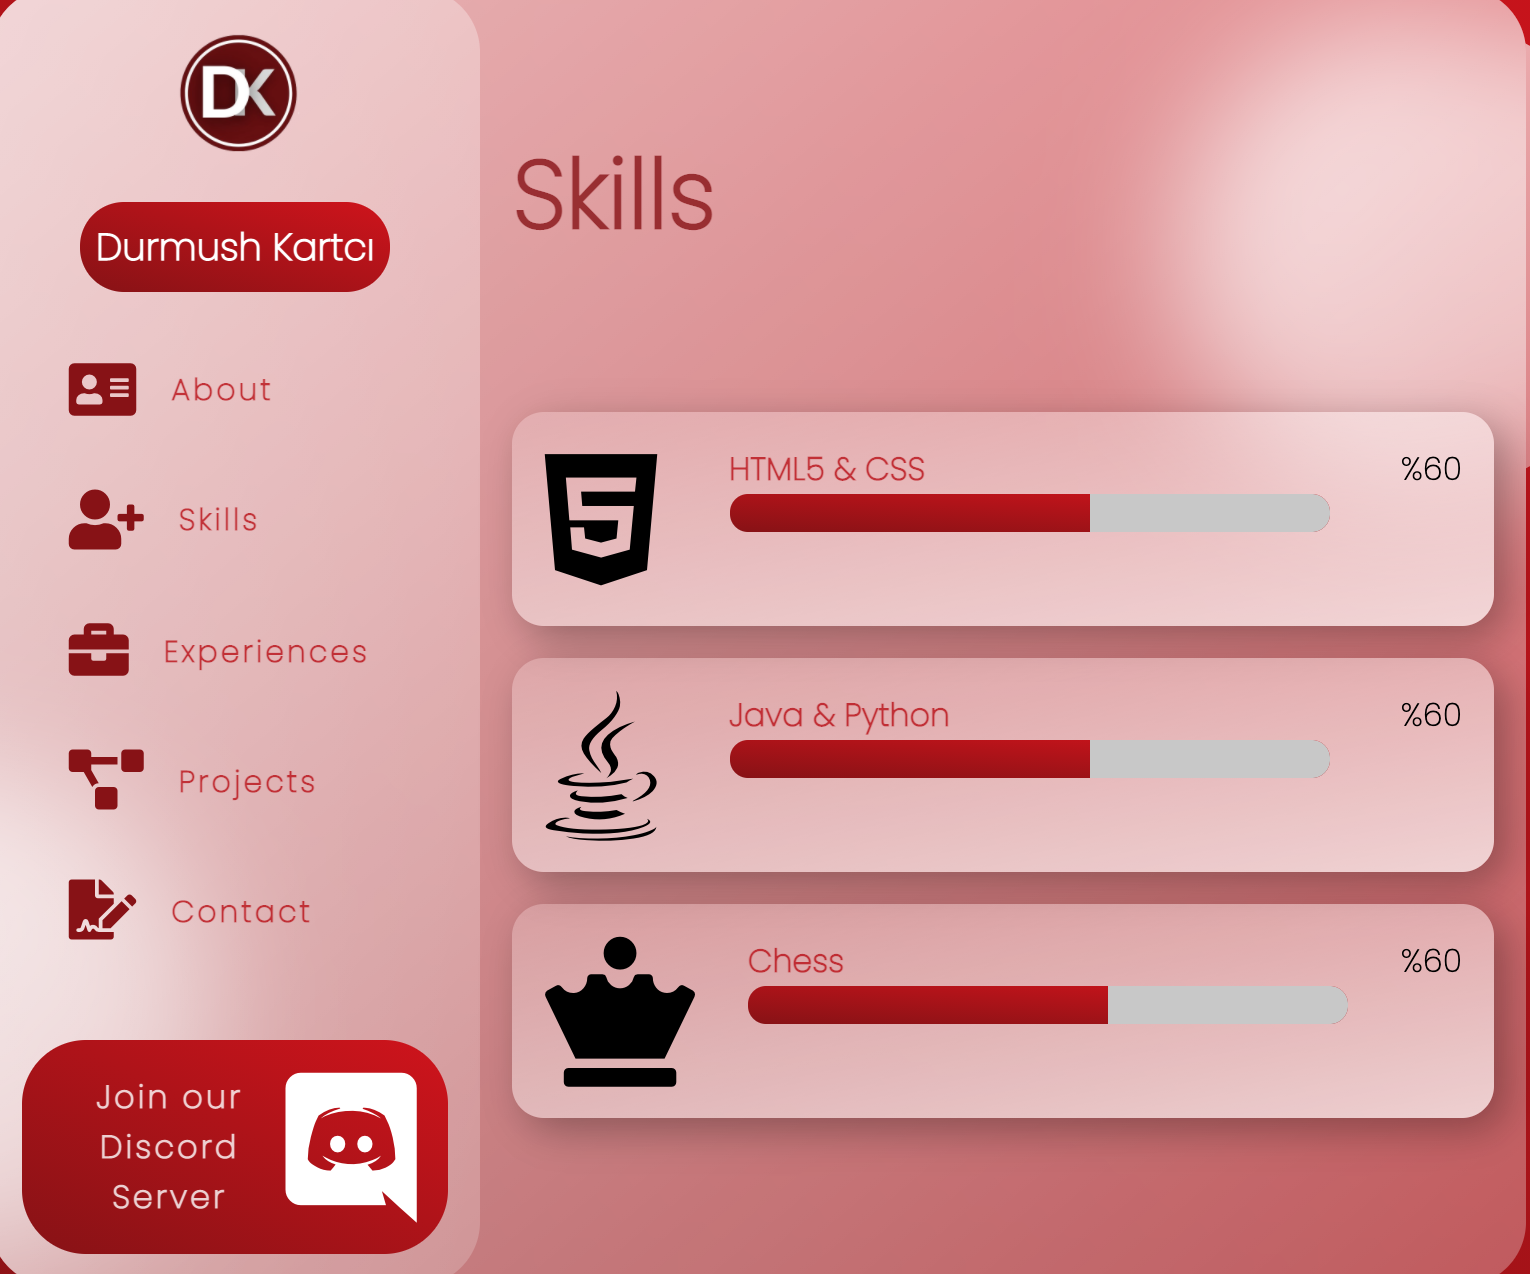 DK
Durmush Kartcı
About
Skills
Experiences
Projects
Contact
Join our
Discord
Server
Skills
HTML5 & CSS
%60
Java & Python
%60
Chess
%60